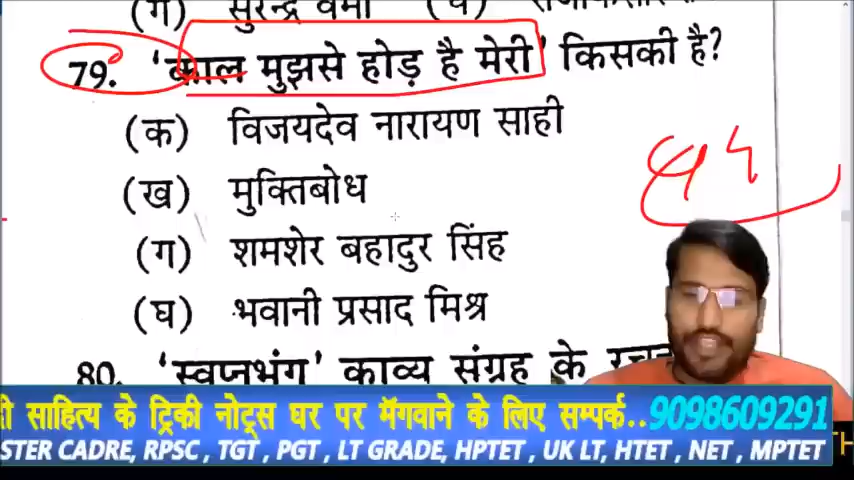 (ग) सुरेन्द्र वर्मा (घ)
79. 'काल मुझसे होड़ है मेरी' किसकी है?
(क) विजयदेव नारायण साही
(ख) मुक्तिबोध
(ग) शमशेर बहादुर सिंह
(घ) भवानी प्रसाद मिश्र
80. 'स्वप्नभंग' काव्य संग्रह के
साहित्य के ट्रिकी नोट्स घर पर मॅगवाने के लिए सम्पर्क..9098609291
STER CADRE, RPSC , TGT , PGT , LT GRADE, HPTET , UK LT, HTET , NET , MPTET